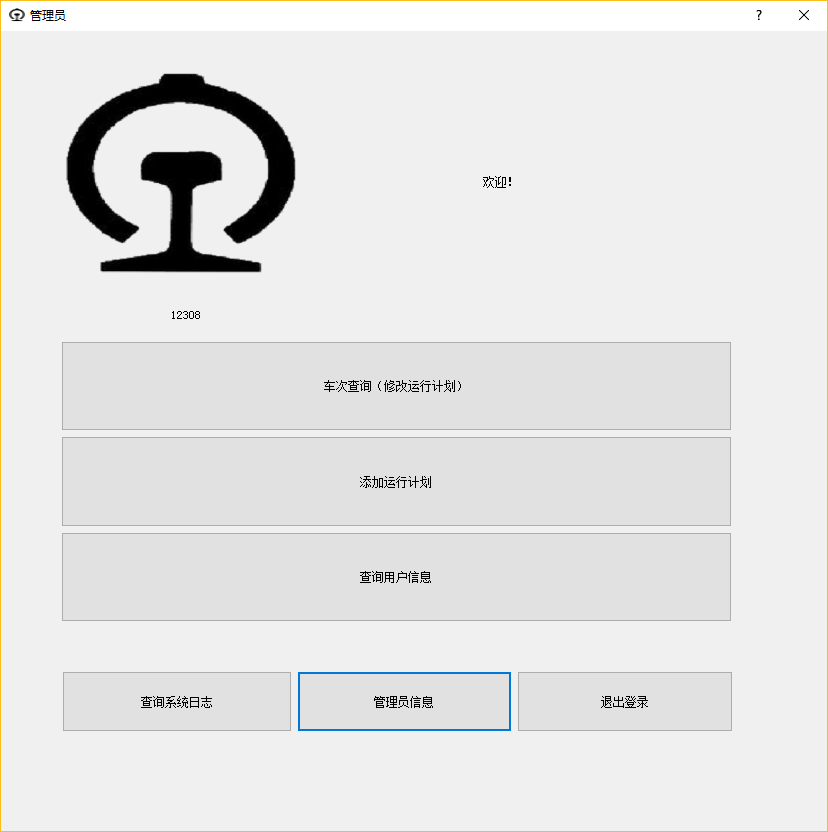 管理员
欢迎!
12308
车次查询（修改运行计划）
添加运行计划
查询用户信息
查询系统日志
管理员信息
退出登录